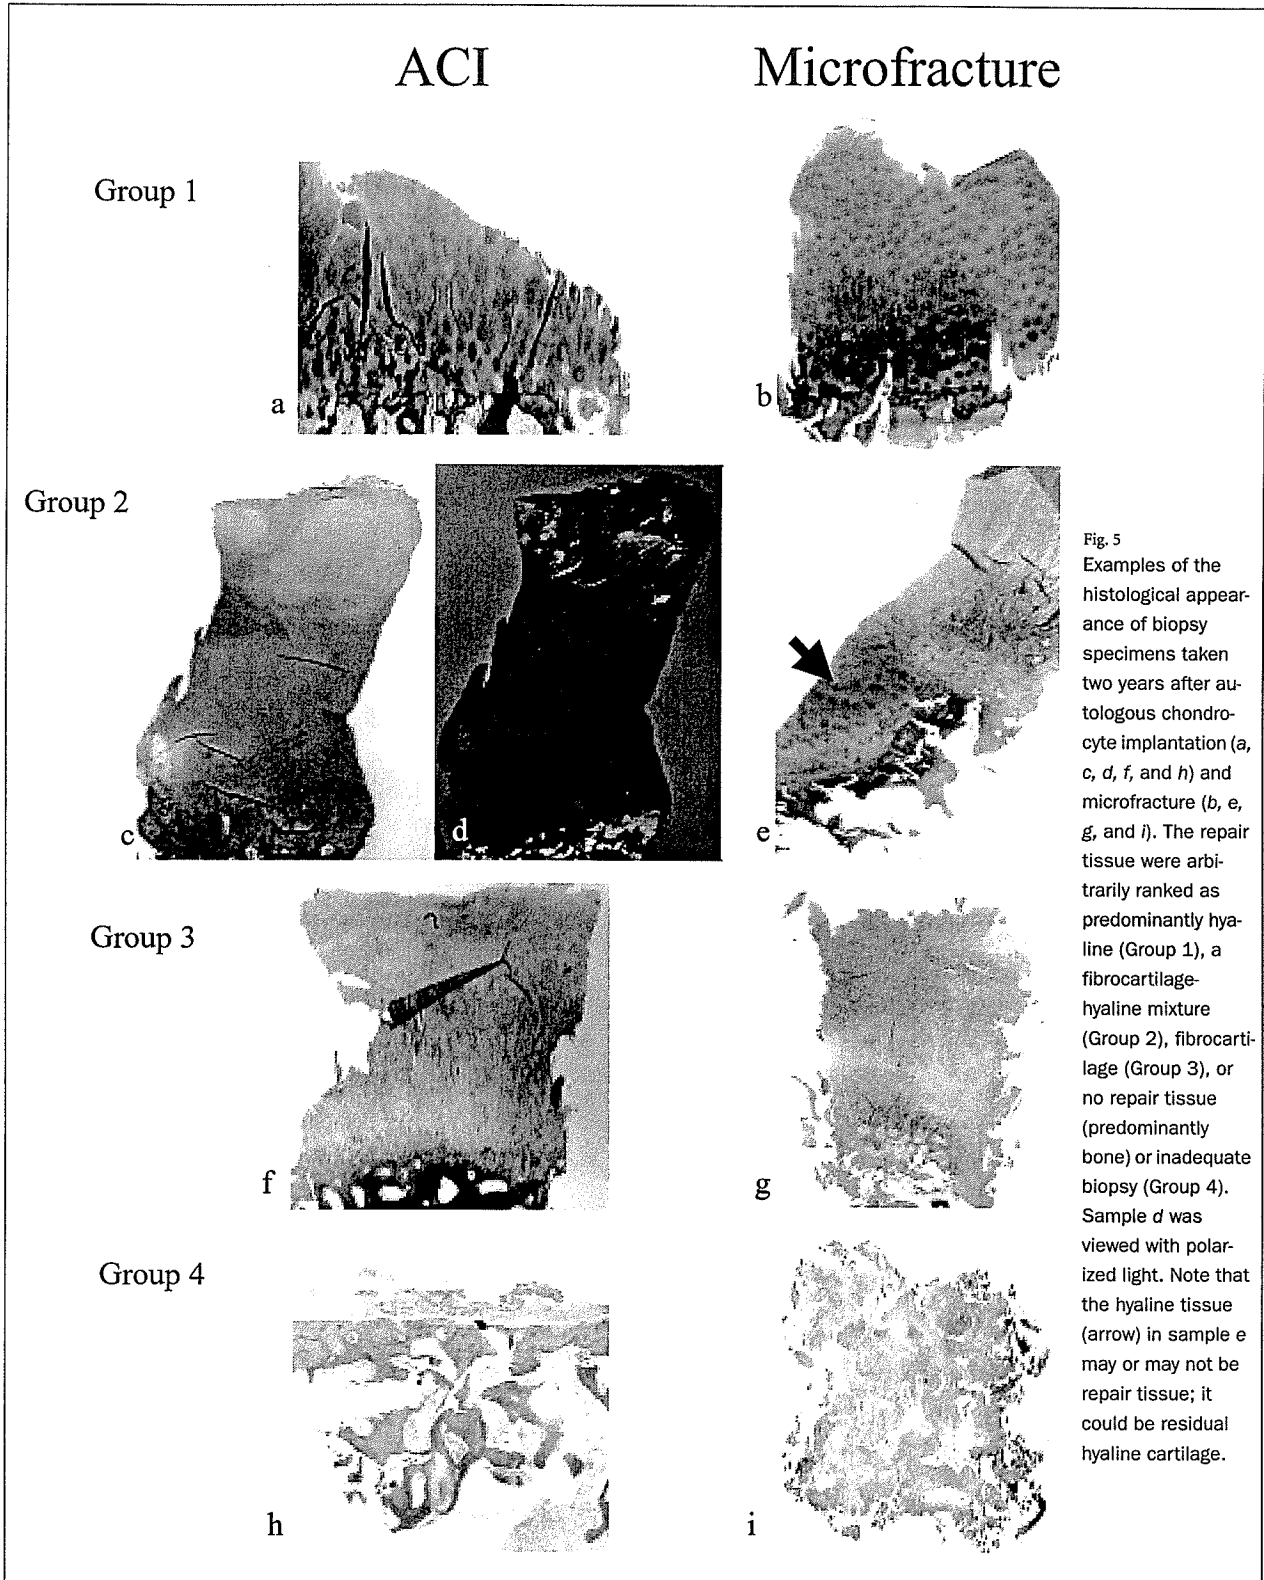 ACI
Microfracture
Group 1
a
b
Group 2
c
d
e
Group 3
f
g
Group 4
h
i
Fig. 5
Examples of the
histological appear-
ance of biopsy
specimens taken
two years after au-
tologous chondro-
cyte implantation (a,
c, d, f, and h) and
microfracture (b, e,
g, and i). The repair
tissue were arbi-
trarily ranked as
predominantly hya-
line (Group 1), a
fibrocartilage-
hyaline mixture
(Group 2), fibrocarti-
lage (Group 3), or
no repair tissue
(predominantly
bone) or inadequate
biopsy (Group 4).
Sample d was
viewed with polar-
ized light. Note that
the hyaline tissue
(arrow) in sample e
may or may not be
repair tissue; it
could be residual
hyaline cartilage.